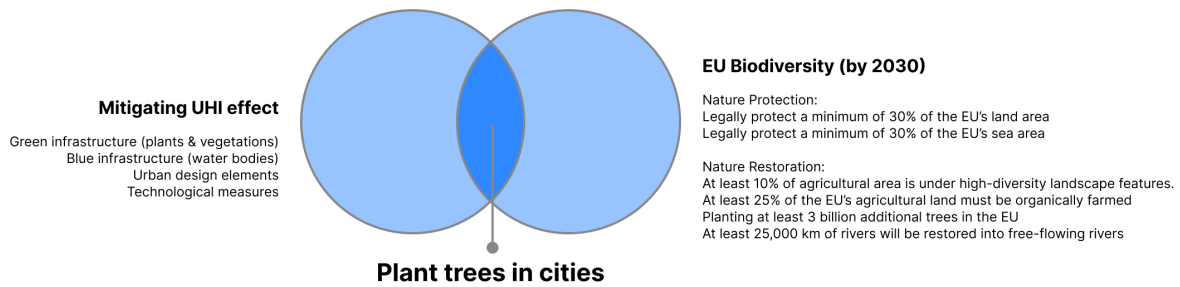 Mitigating UHI effect
Green infrastructure (plants & vegetations)
Blue infrastructure (water bodies)
Urban design elements
Technological measures
EU Biodiversity (by 2030)
Nature Protection:
Legally protect a minimum of 30% of the EU’s land area
Legally protect a minimum of 30% of the EU’s sea area
Nature Restoration:
At least 10% of agricultural area is under high-diversity landscape features.
At least 25% of the EU’s agricultural land must be organically farmed
Planting at least 3 billion additional trees in the EU
At least 25,000 km of rivers will be restored into free-flowing rivers
Plant trees in cities